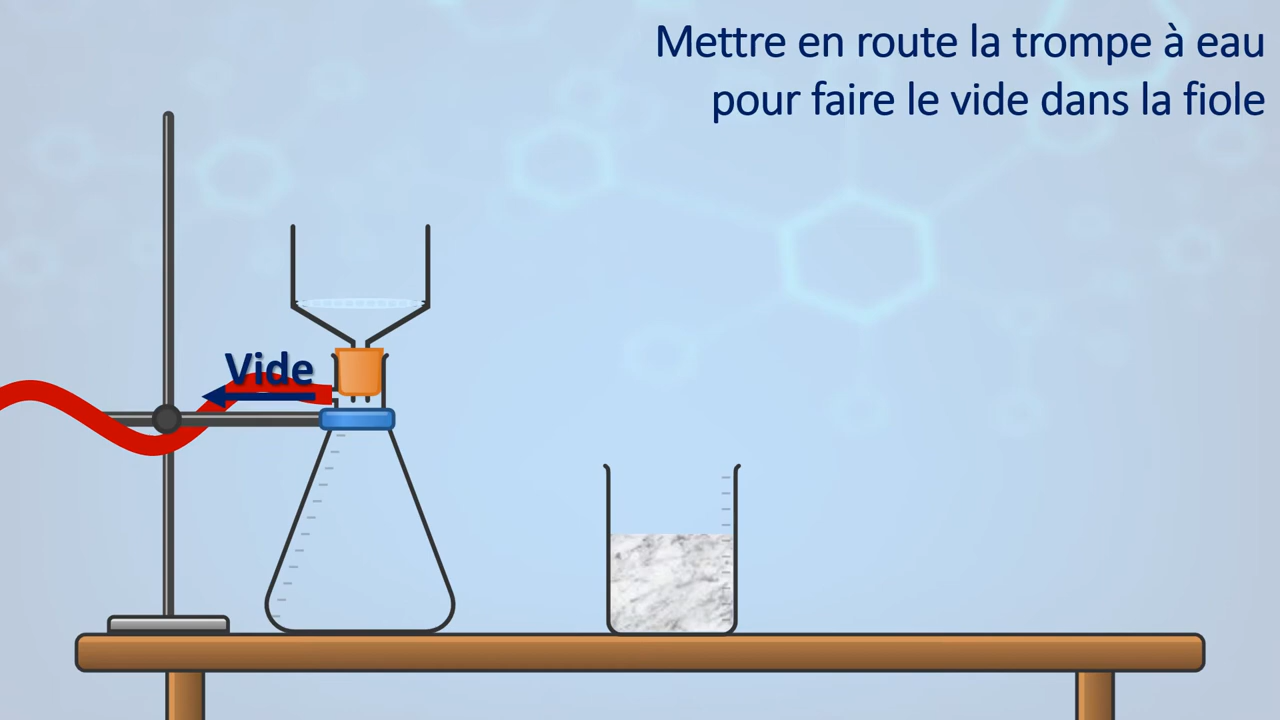 Mettre en route la trompe à eau
pour faire le vide dans la fiole
Vide